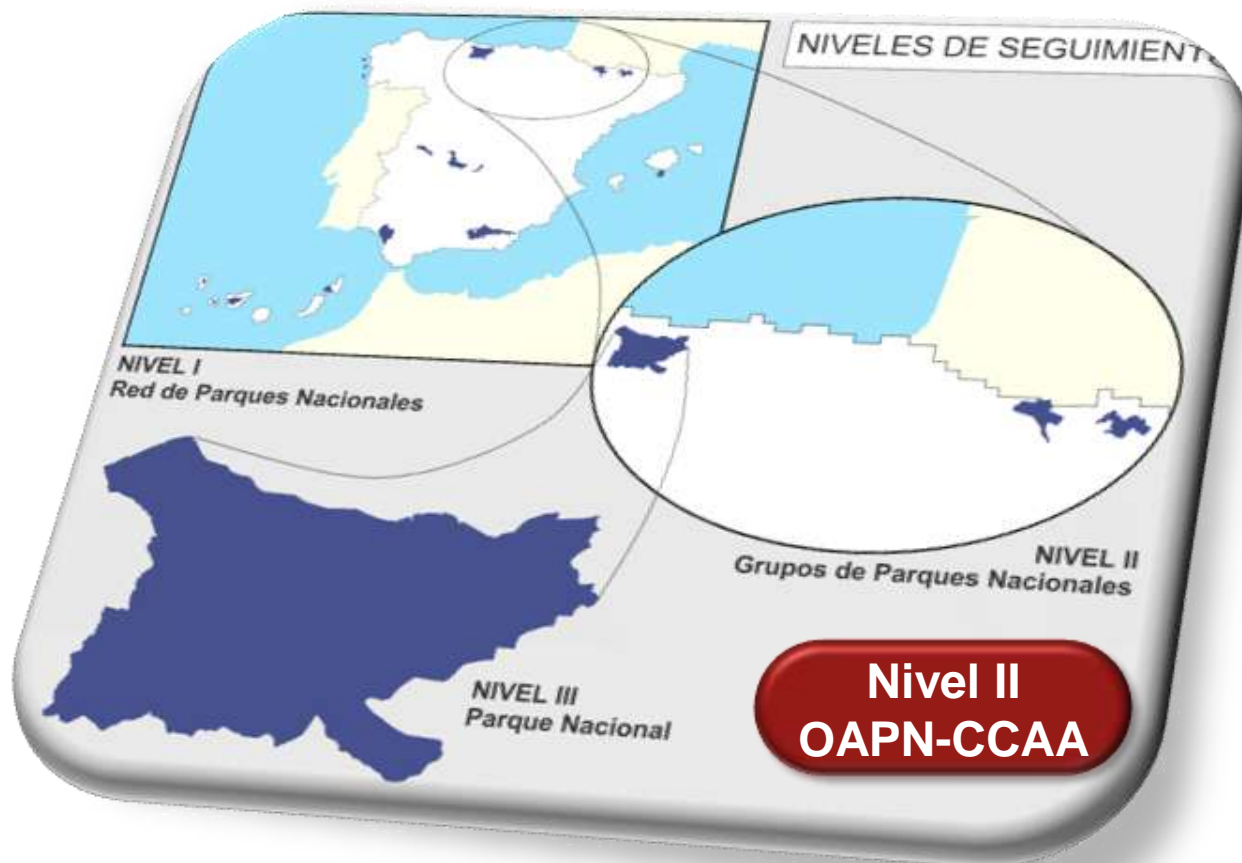 NIVELES DE SEGUIMIENTO
NIVEL I
Red de Parques Nacionales
NIVEL II
Grupos de Parques Nacionales
NIVEL III
Parque Nacional
Nivel II
OAPN-CCAA